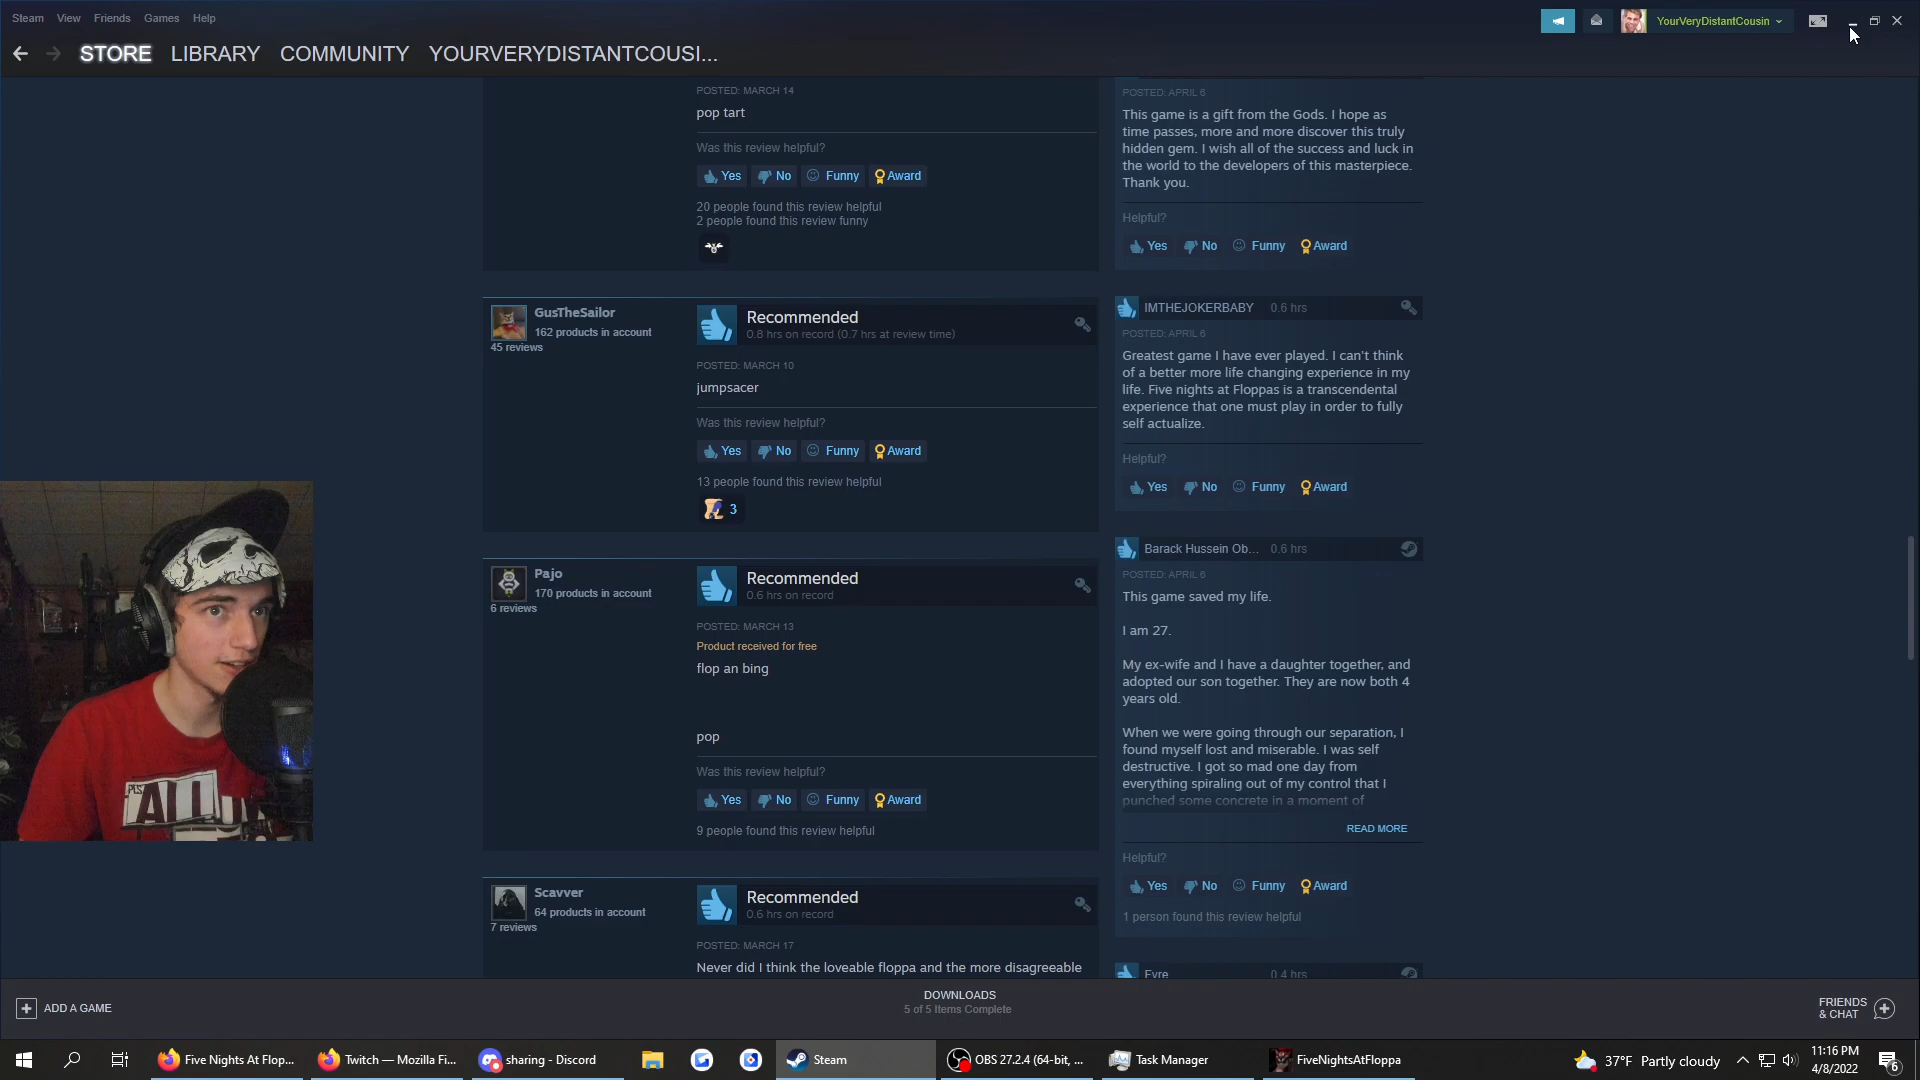 Steam View Friends Games Help
YourVeryDistantCousin
STORE LIBRARY COMMUNITY YOURVERYDISTANTCOUSI...
POSTED: MARCH 14
pop tart
Was this review helpful?
Yes No Funny Award
20 people found this review helpful
2 people found this review funny
GusTheSailor
162 products in account
45 reviews
Recommended
0.8 hrs on record (0.7 hrs at review time)
POSTED: MARCH 10
jumpsacer
Was this review helpful?
Yes No Funny Award
13 people found this review helpful
3
Pajo
170 products in account
6 reviews
Recommended
0.6 hrs on record
POSTED: MARCH 13
Product received for free
flop an bing
pop
Was this review helpful?
Yes No Funny Award
9 people found this review helpful
Scavver
64 products in account
7 reviews
Recommended
0.6 hrs on record
POSTED: MARCH 17
Never did I think the loveable floppa and the more disagreeable
POSTED: APRIL 6
This game is a gift from the Gods. I hope as
time passes, more and more discover this truly
hidden gem. I wish all of the success and luck in
the world to the developers of this masterpiece.
Thank you.
Helpful?
Yes No Funny Award
IMTHEJOKERBABY 0.6 hrs
POSTED: APRIL 6
Greatest game I have ever played. I can't think
of a better more life changing experience in my
life. Five nights at Floppas is a transcendental
experience that one must play in order to fully
self actualize.
Helpful?
Yes No Funny Award
Barack Hussein Ob... 0.6 hrs
POSTED: APRIL 6
This game saved my life.
I am 27.
My ex-wife and I have a daughter together, and
adopted our son together. They are now both 4
years old.
When we were going through our separation, I
found myself lost and miserable. I was self
destructive. I got so mad one day from
everything spiraling out of my control that I
punched some concrete in a moment of
READ MORE
Helpful?
Yes No Funny Award
1 person found this review helpful
Fyre 0.4 hrs
PLS
ALL
ADD A GAME
DOWNLOADS
5 of 5 Items Complete
FRIENDS
& CHAT
Five Nights At Flop... Twitch — Mozilla Fi... sharing - Discord Steam OBS 27.2.4 (64-bit, ... Task Manager FiveNightsAtFloppa 37°F Partly cloudy
11:16 PM
4/8/2022
6